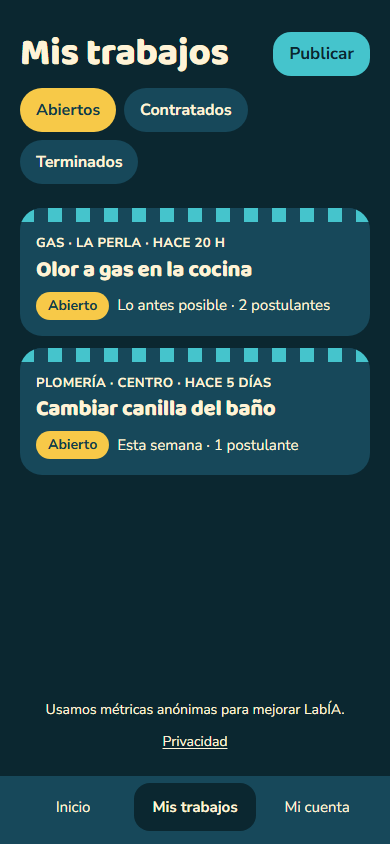 Mis trabajos
Publicar
Abiertos
Contratados
Terminados
GAS · LA PERLA · HACE 20 H
Olor a gas en la cocina
Abierto
Lo antes posible · 2 postulantes
PLOMERÍA · CENTRO · HACE 5 DÍAS
Cambiar canilla del baño
Abierto
Esta semana · 1 postulante
Usamos métricas anónimas para mejorar LabÍA.
Privacidad
Inicio
Mis trabajos
Mi cuenta